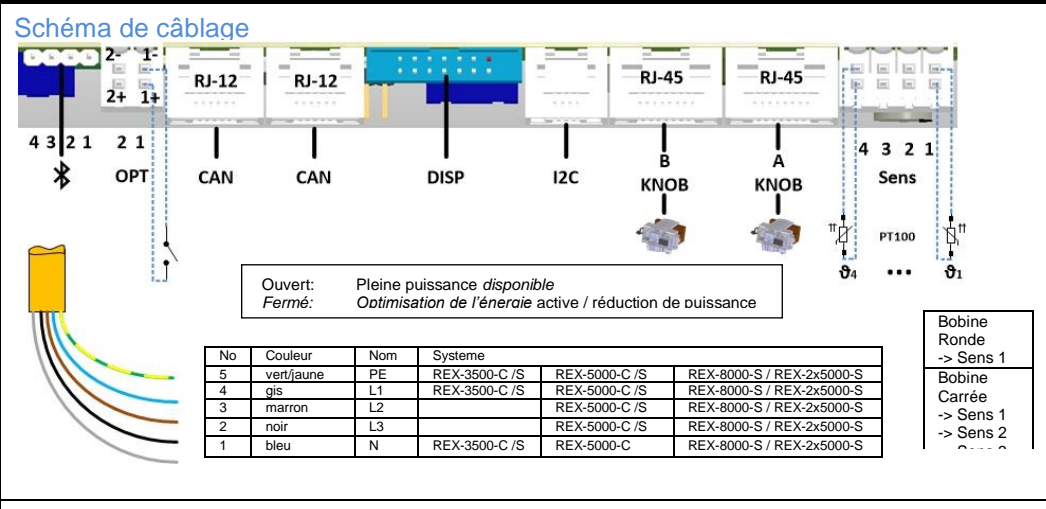 Schéma de câblage
2- 1-
2+ 1+
RJ-12
RJ-12
RJ-45
RJ-45
4 3 2 1
2 1
OPT
CAN
CAN
DISP
I2C
B
KNOB
A
KNOB
4 3 2 1
Sens
PT100
ϑ4 ... ϑ1
Ouvert: Pleine puissance disponible
Fermé: Optimisation de l'énergie active / réduction de puissance
No Couleur Nom Systeme
5 vert/jaune PE REX-3500-C /S REX-5000-C /S REX-8000-S / REX-2x5000-S
4 gis L1 REX-3500-C /S REX-5000-C /S REX-8000-S / REX-2x5000-S
3 marron L2 REX-5000-C /S REX-8000-S / REX-2x5000-S
2 noir L3 REX-5000-C /S REX-8000-S / REX-2x5000-S
1 bleu N REX-3500-C /S REX-5000-C REX-8000-S / REX-2x5000-S
Bobine
Ronde
-> Sens 1
Bobine
Carrée
-> Sens 1
-> Sens 2